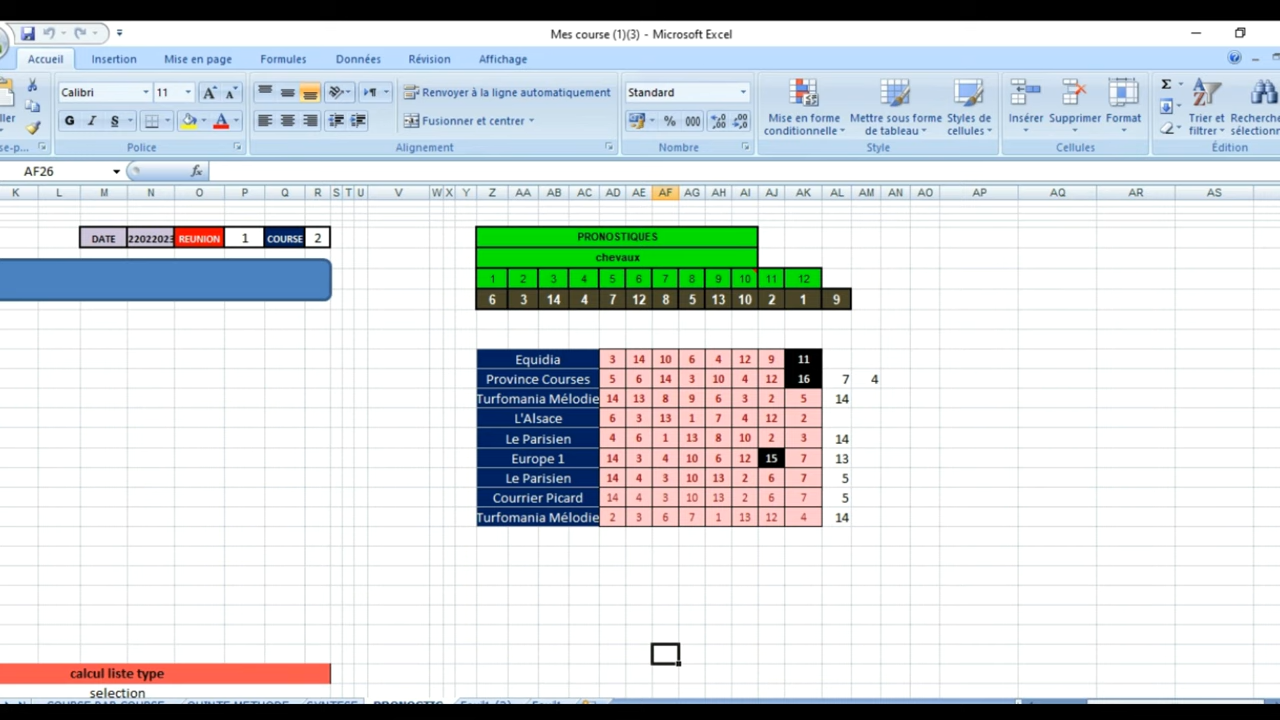 Mes course (1)(3) - Microsoft Excel
Accueil Insertion Mise en page Formules Données Révision Affichage
Calibri 11 Renvoyer à la ligne automatiquement Standard
G I S Fusionner et centrer % 000
Mise en forme conditionnelle
Mettre sous forme de tableau
Styles de cellules
Insérer Supprimer Format
Trier et filtrer
Police Alignement Nombre Style Cellules Édition
AF26 fx
K L M N O P Q R S T U V W X Y Z AA AB AC AD AE AF AG AH AI AJ AK AL AM AN AO AP AQ AR AS
DATE 22022023 REUNION 1 COURSE 2
PRONOSTIQUES
chevaux
1 2 3 4 5 6 7 8 9 10 11 12
6 3 14 4 7 12 8 5 13 10 2 1 9
Equidia 3 14 10 6 4 12 9 11
Province Courses 5 6 14 3 10 4 12 16 7 4
Turfomania Mélodie 14 13 8 9 6 3 2 5 14
L'Alsace 6 3 13 1 7 4 12 2
Le Parisien 4 6 1 13 8 10 2 3 14
Europe 1 14 3 4 10 6 12 15 7 13
Le Parisien 14 4 3 10 13 2 6 7 5
Courrier Picard 14 4 3 10 13 2 6 7 5
Turfomania Mélodie 2 3 6 7 1 13 12 4 14
calcul liste type
selection